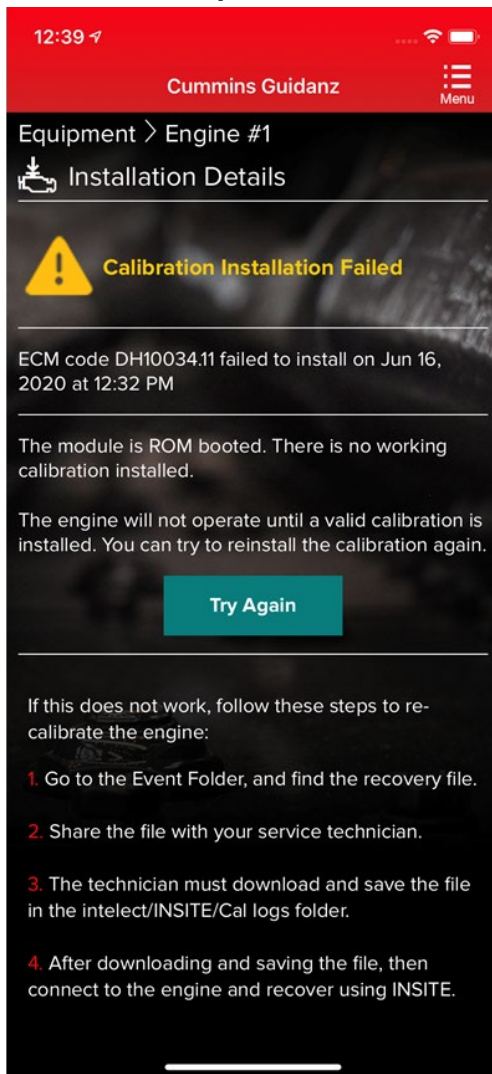 12:39
Cummins Guidanz
Menu
Equipment > Engine #1
Installation Details
Calibration Installation Failed
ECM code DH10034.11 failed to install on Jun 16,
2020 at 12:32 PM
The module is ROM booted. There is no working
calibration installed.
The engine will not operate until a valid calibration is
installed. You can try to reinstall the calibration again.
Try Again
If this does not work, follow these steps to re-
calibrate the engine:
1. Go to the Event Folder, and find the recovery file.
2. Share the file with your service technician.
3. The technician must download and save the file
in the intelect/INSITE/Cal logs folder.
4. After downloading and saving the file, then
connect to the engine and recover using INSITE.